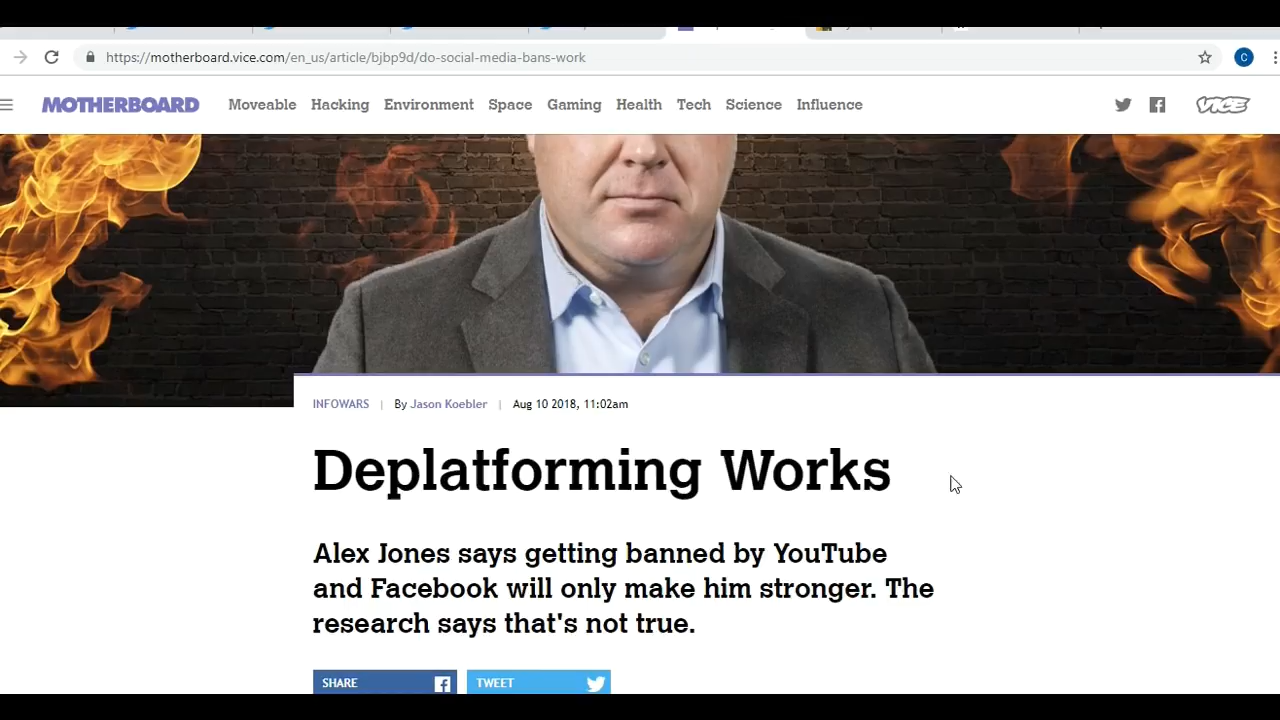 https://motherboard.vice.com/en_us/article/bjbp9d/do-social-media-bans-work
C
MOTHERBOARD Moveable Hacking Environment Space Gaming Health Tech Science Influence VICE
INFOWARS | By Jason Koebler | Aug 10 2018, 11:02am
Deplatforming Works
Alex Jones says getting banned by YouTube
and Facebook will only make him stronger. The
research says that's not true.
SHARE TWEET